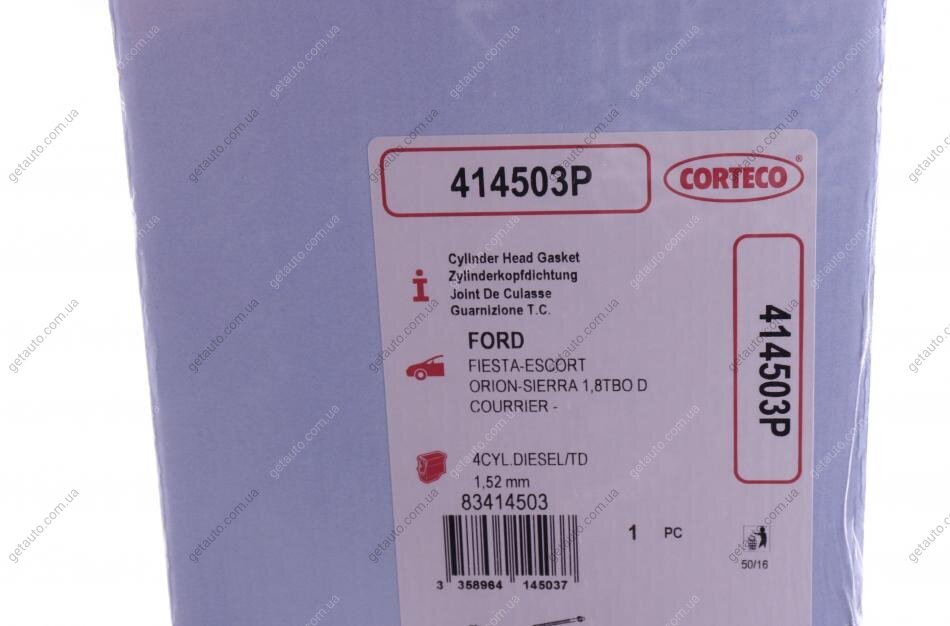 414503P
CORTECO®
Cylinder Head Gasket
Zylinderkopfdichtung
Joint De Culasse
Guarnizione T.C.
FORD
FIESTA-ESCORT
ORION-SIERRA 1,8TBO D
COURRIER -
414503P
4CYL.DIESEL/TD
1,52 mm
83414503
1 PC
3 358964 145037
50/16
getauto.com.ua